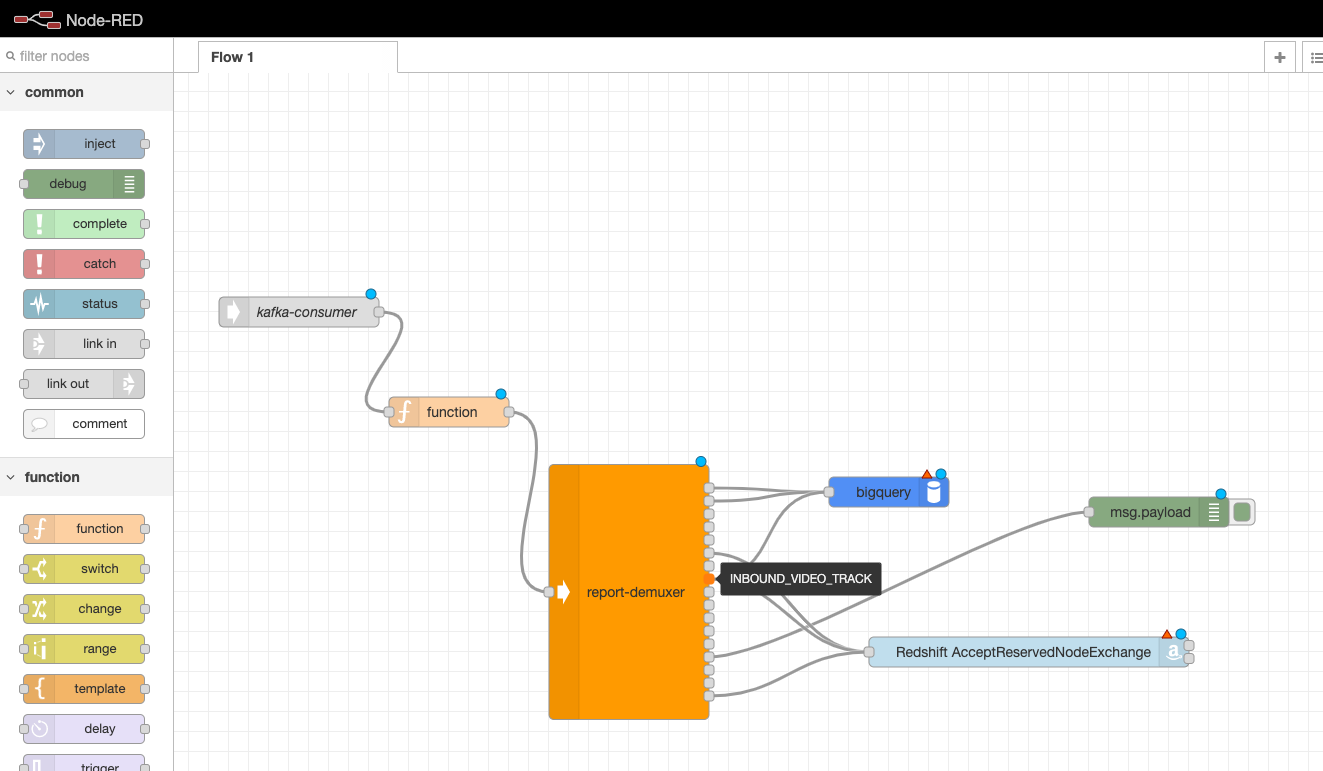 Node-RED
filter nodes
Flow 1
common
inject
debug
complete
catch
status
link in
link out
comment
function
function
switch
change
range
template
delay
trigger
kafka-consumer
function
report-demuxer
bigquery
msg.payload
INBOUND_VIDEO_TRACK
Redshift AcceptReservedNodeExchange